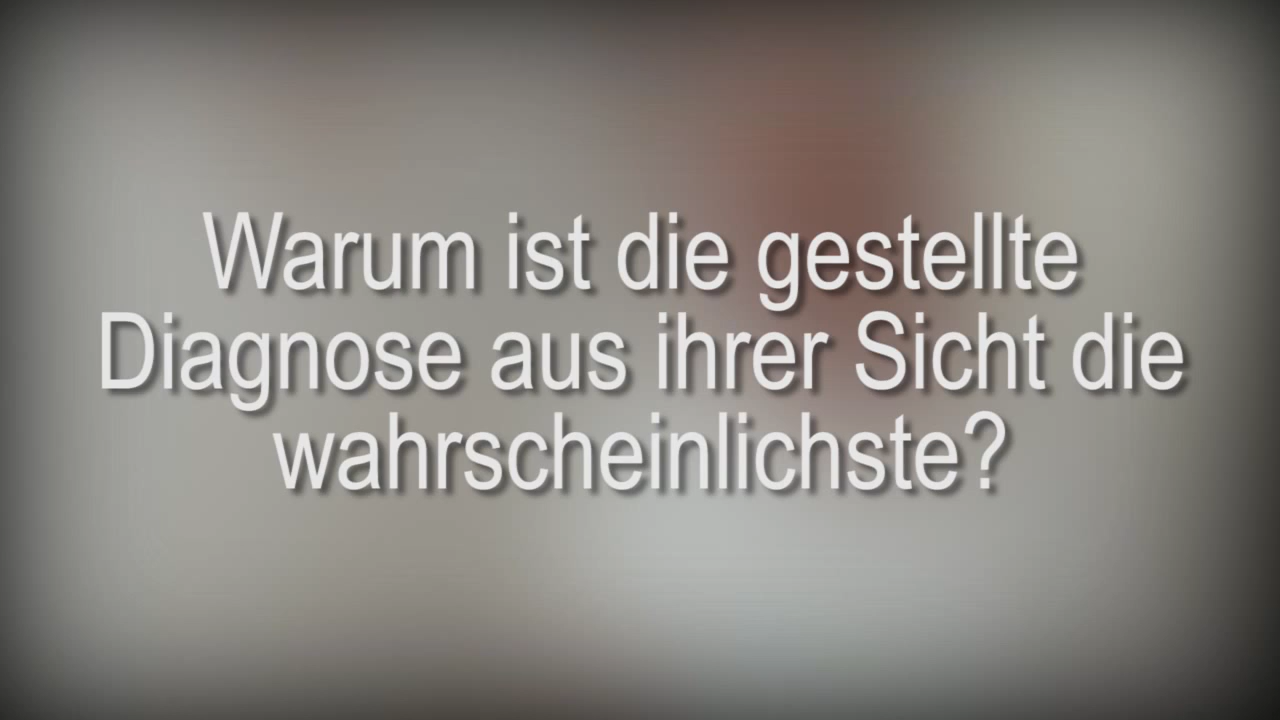 Warum ist die gestellte
Diagnose aus ihrer Sicht die
wahrscheinlichste?